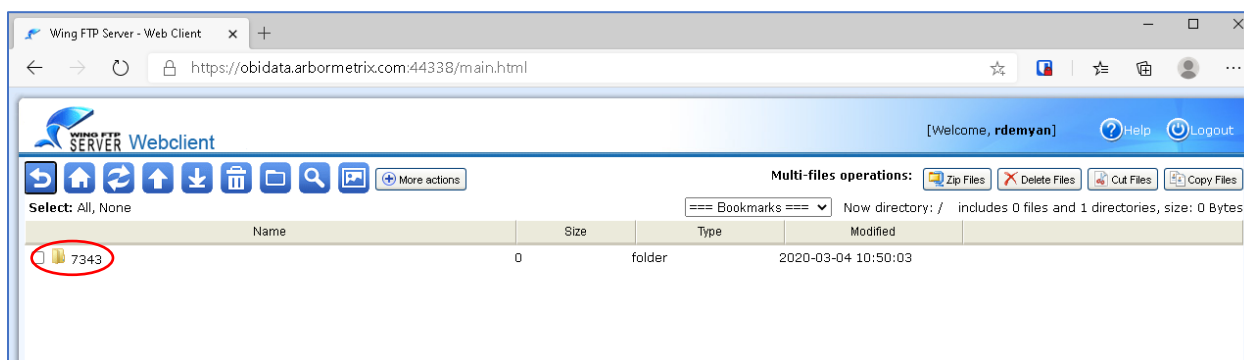 Wing FTP Server - Web Client
https://obidata.arbormetrix.com:44338/main.html
WING FTP SERVER Webclient
[Welcome, rdemyan] Help Logout
More actions Multi-files operations: Zip Files Delete Files Cut Files Copy Files
Select: All, None === Bookmarks === Now directory: / includes 0 files and 1 directories, size: 0 Bytes
Name Size Type Modified
7343 0 folder 2020-03-04 10:50:03